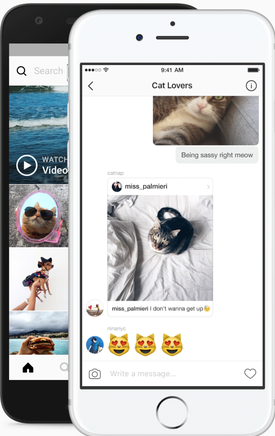 Search
WATCH
Video
9:41 AM
Cat Lovers
Being sassy right meow
catnap
miss_palmieri
miss_palmieri I don't wanna get up
Write a message...